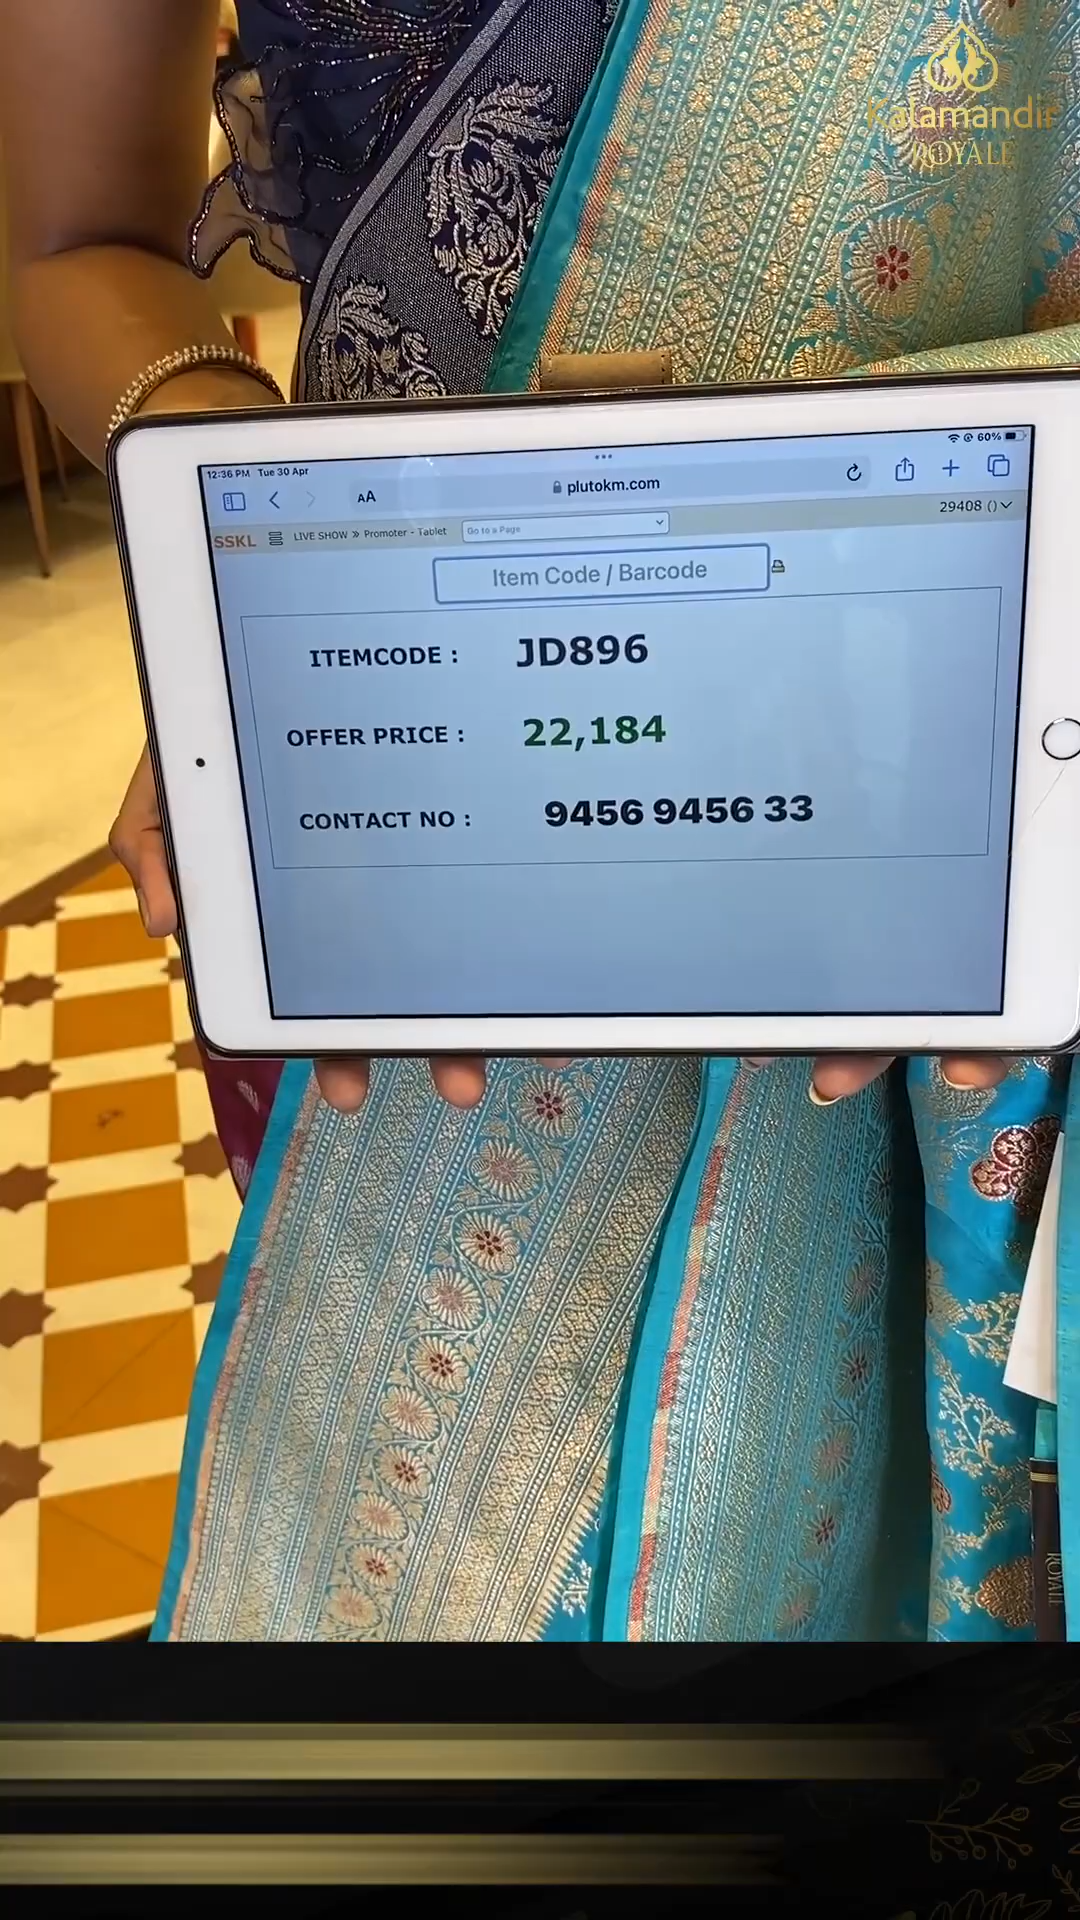 Kalamandir
ROYALE
12:36 PM Tue 30 Apr
60%
AA
plutokm.com
SSKL
LIVE SHOW » Promoter - Tablet
Go to a Page
29408 ()
Item Code / Barcode
ITEMCODE : JD896
OFFER PRICE : 22,184
CONTACT NO : 9456 9456 33
ROYALE